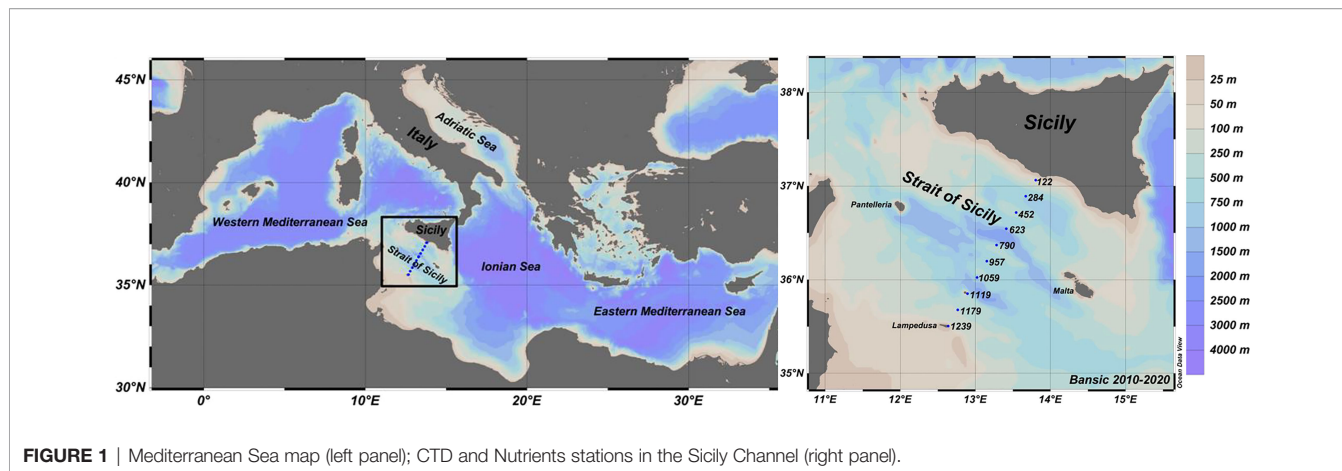 45°N
40°N
35°N
30°N
0°
10°E
20°E
30°E
Adriatic Sea
Italy
Western Mediterranean Sea
Sicily
Strait of Sicily
Ionian Sea
Eastern Mediterranean Sea
38°N
37°N
36°N
35°N
11°E
12°E
13°E
14°E
15°E
Sicily
Strait of Sicily
Pantelleria
122
284
452
623
790
957
1059
Malta
1119
1179
Lampedusa
1239
Bansic 2010-2020
Ocean Data View
25 m
50 m
100 m
250 m
500 m
750 m
1000 m
1500 m
2000 m
2500 m
3000 m
4000 m
FIGURE 1 | Mediterranean Sea map (left panel); CTD and Nutrients stations in the Sicily Channel (right panel).